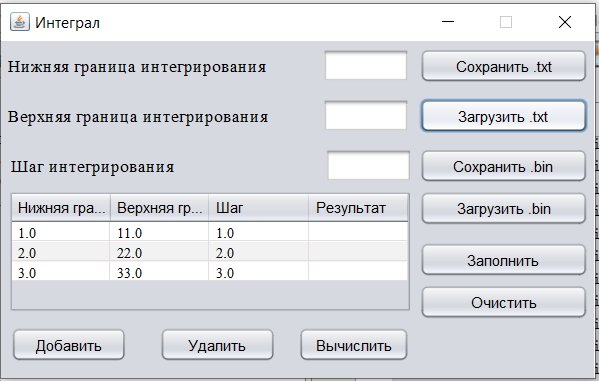 Интеграл
Нижняя граница интегрирования
Сохранить .txt
Верхняя граница интегрирования
Загрузить .txt
Шаг интегрирования
Сохранить .bin
Нижняя гра... Верхняя гр... Шаг Результат
Загрузить .bin
1.0 11.0 1.0
2.0 22.0 2.0
Заполнить
3.0 33.0 3.0
Очистить
Добавить Удалить Вычислить